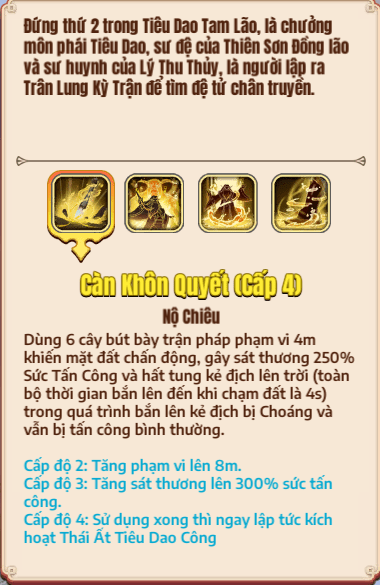 Đứng thứ 2 trong Tiêu Dao Tam Lão, là chưởng
môn phái Tiêu Dao, sư đệ của Thiên Sơn Đồng lão
và sư huynh của Lý Thu Thủy, là người lập ra
Trân Lung Kỳ Trận để tìm đệ tử chân truyền.
Càn Khôn Quyết (Cấp 4)
Nộ Chiêu
Dùng 6 cây bút bày trận pháp phạm vi 4m
khiến mặt đất chấn động, gây sát thương 250%
Sức Tấn Công và hất tung kẻ địch lên trời (toàn
bộ thời gian bắn lên đến khi chạm đất là 4s)
trong quá trình bắn lên kẻ địch bị Choáng và
vẫn bị tấn công bình thường.
Cấp độ 2: Tăng phạm vi lên 8m.
Cấp độ 3: Tăng sát thương lên 300% sức tấn
công.
Cấp độ 4: Sử dụng xong thì ngay lập tức kích
hoạt Thái Ất Tiêu Dao Công